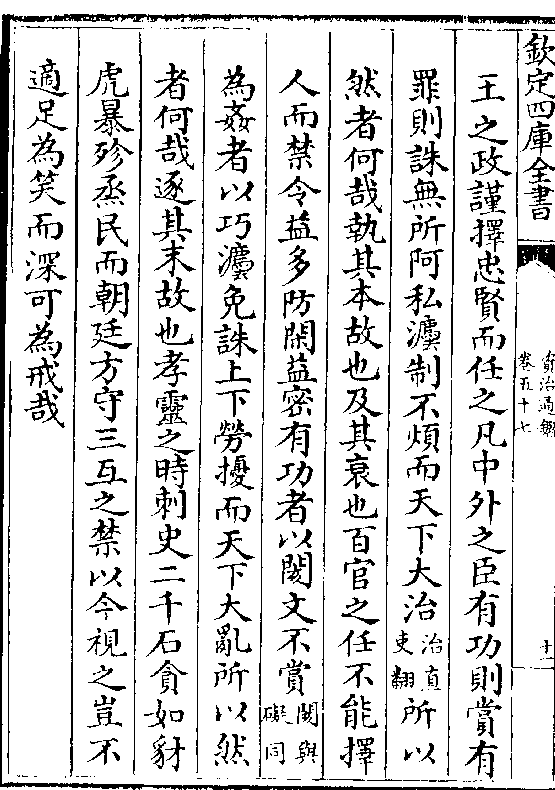 欽定四庫全書
資治通鑑
卷五十七
十一
王之政謹擇忠賢而任之凡中外之臣有功則賞有
罪則誅無所阿私灋制不煩而天下大治治直吏翻所以
然者何哉執其本故也及其衰也百官之任不能擇
人而禁令益多防閑益密有功者以閡文不賞閡與礙同
為姦者以巧灋免誅上下勞擾而天下大亂所以然
者何哉逐其末故也孝靈之時刺史二千石貪如豺
虎暴殄烝民而朝廷方守三互之禁以今視之豈不
適足為笑而深可為戒哉